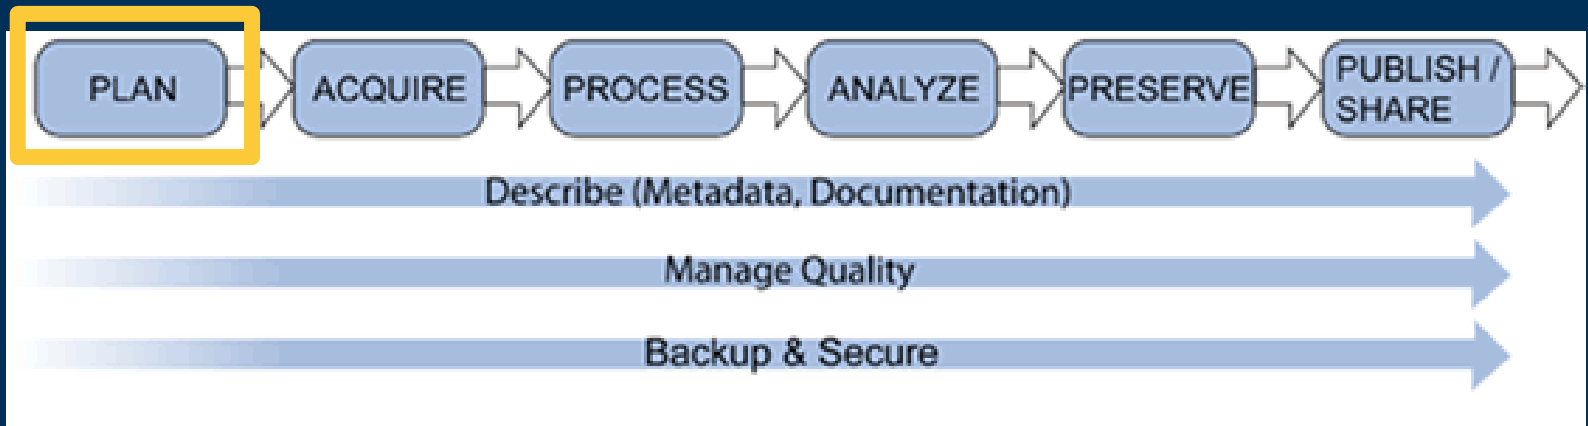 PLAN
ACQUIRE
PROCESS
ANALYZE
PRESERVE
PUBLISH /
SHARE
Describe (Metadata, Documentation)
Manage Quality
Backup & Secure